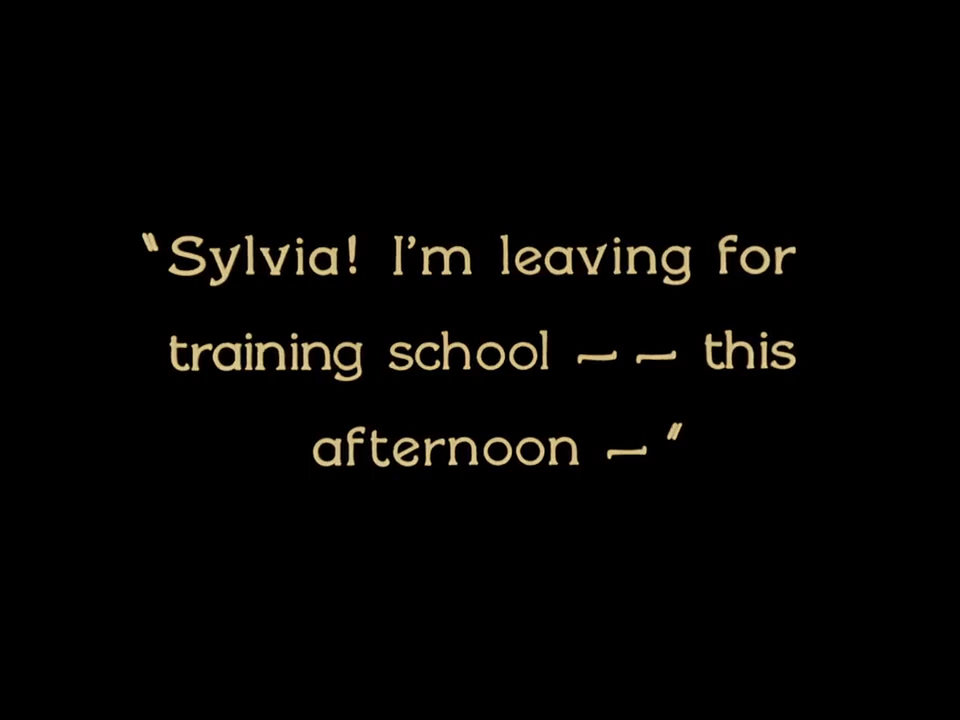 "Sylvia! I'm leaving for
training school — — this
afternoon — "